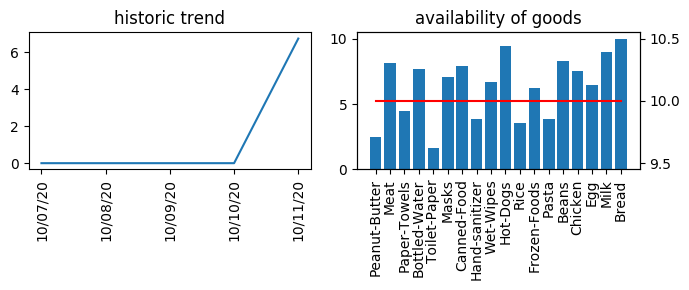 historic trend
6
4
2
0
10/07/20
10/08/20
10/09/20
10/10/20
10/11/20
availability of goods
10
5
0
10.5
10.0
9.5
Peanut-Butter
Meat
Paper-Towels
Bottled-Water
Toilet-Paper
Masks
Canned-Food
Hand-sanitizer
Wet-Wipes
Hot-Dogs
Rice
Frozen-Foods
Pasta
Beans
Chicken
Egg
Milk
Bread